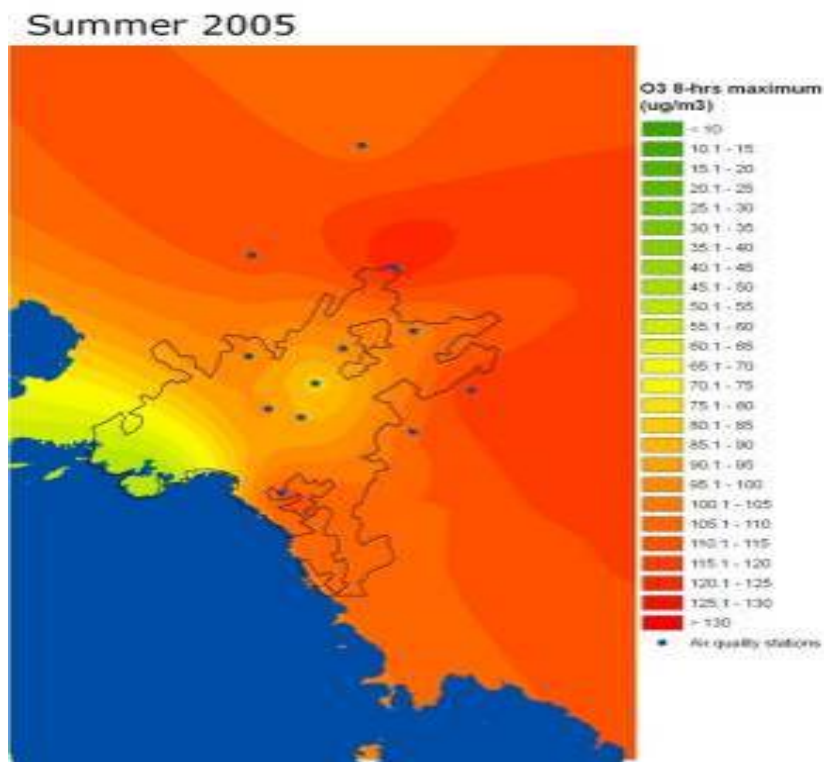 Summer 2005
O3 8-hrs maximum
(ug/m3)
< 10
10.1 - 15
15.1 - 20
20.1 - 25
25.1 - 30
30.1 - 35
35.1 - 40
40.1 - 45
45.1 - 50
50.1 - 55
55.1 - 60
60.1 - 65
65.1 - 70
70.1 - 75
75.1 - 80
80.1 - 85
85.1 - 90
90.1 - 95
95.1 - 100
100.1 - 105
105.1 - 110
110.1 - 115
115.1 - 120
120.1 - 125
125.1 - 130
> 130
Air quality stations